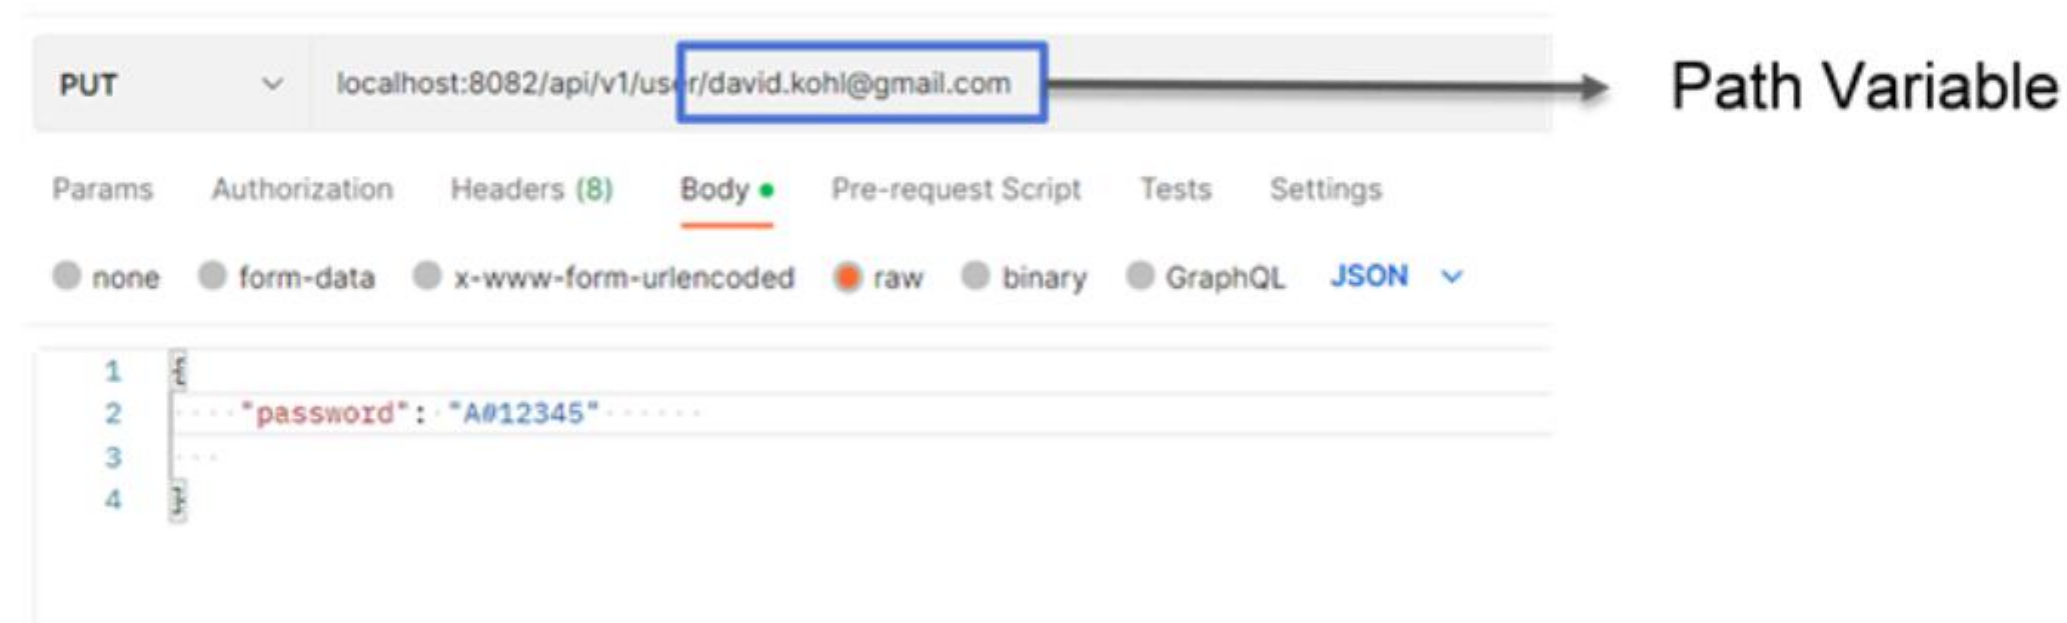 PUT localhost:8082/api/v1/user/david.kohl@gmail.com Path Variable
Params Authorization Headers (8) Body Pre-request Script Tests Settings
none form-data x-www-form-urlencoded raw binary GraphQL JSON
1 {
2 "password": "A@12345"
3
4 }